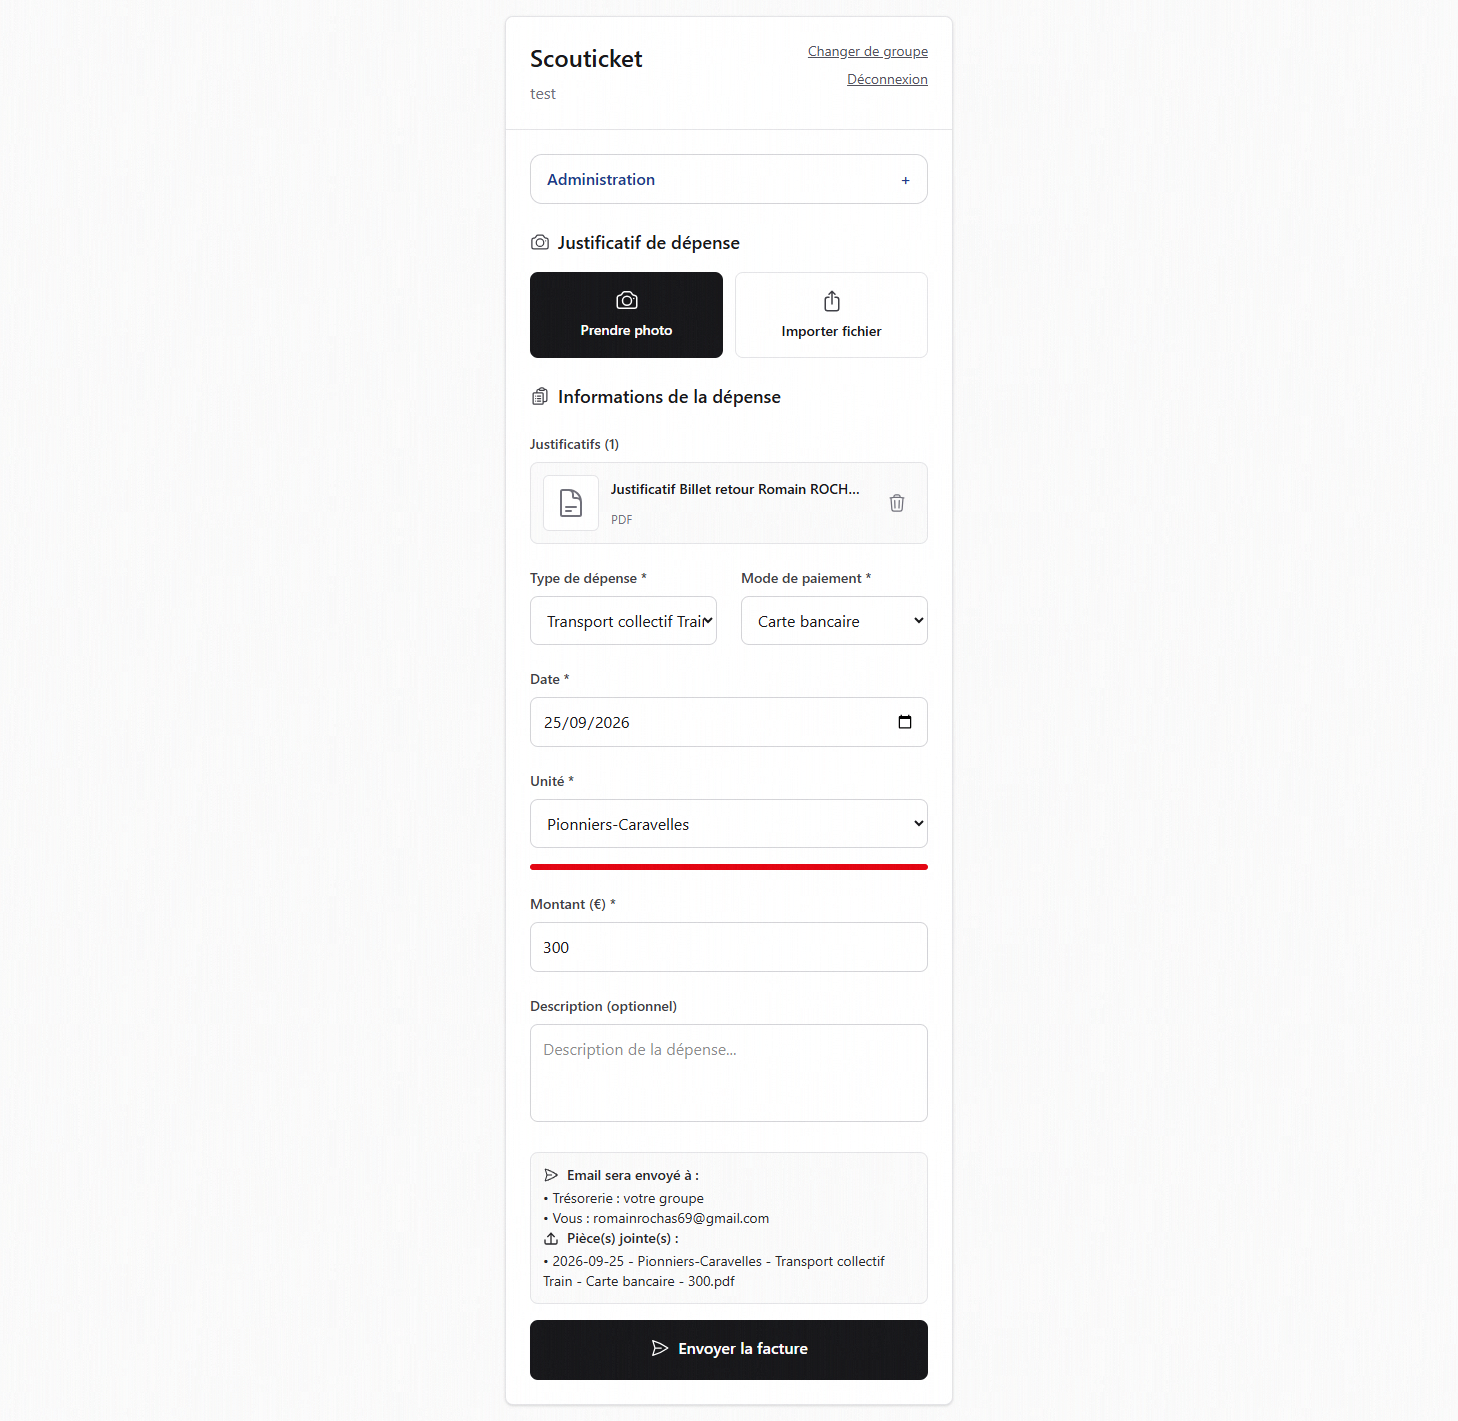 Scouticket
Changer de groupe
test
Déconnexion
Administration
+
Justificatif de dépense
Prendre photo
Importer fichier
Informations de la dépense
Justificatifs (1)
Justificatif Billet retour Romain ROCH...
PDF
Type de dépense *
Mode de paiement *
Transport collectif Train
Carte bancaire
Date *
25/09/2026
Unité *
Pionniers-Caravelles
Montant (€) *
300
Description (optionnel)
Description de la dépense...
Email sera envoyé à :
• Trésorerie : votre groupe
• Vous : romainrochas69@gmail.com
Pièce(s) jointe(s) :
• 2026-09-25 - Pionniers-Caravelles - Transport collectif
Train - Carte bancaire - 300.pdf
Envoyer la facture